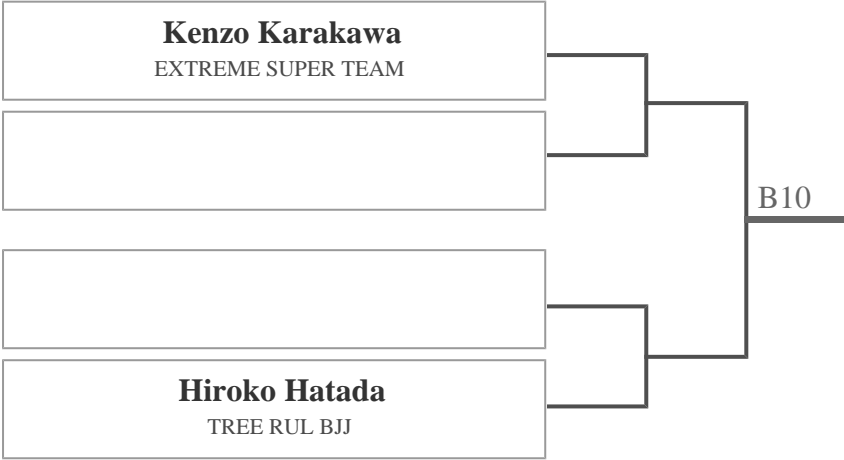 Kenzo Karakawa
EXTREME SUPER TEAM
B10
Hiroko Hatada
TREE RUL BJJ